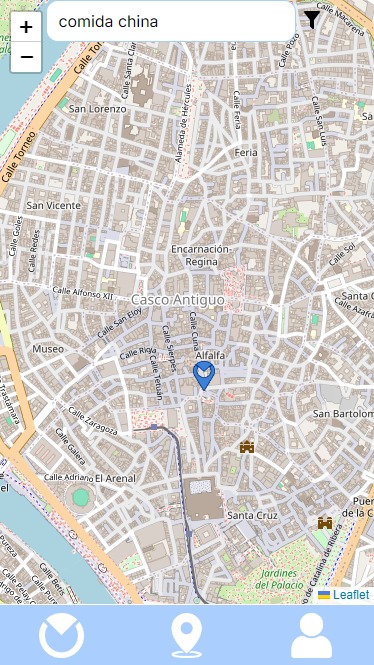 +
comida china
−
Calle Macarena
Calle Tor
Calle Santa Clar
Calle Pozo
San Lorenzo
Alameda de Hércules
Calle Feria
Calle San Luis
Calle Torneo
Feria
San Vicente
Calle Goles
Calle Redes
Encarnación-
Regina
Calle Sol
Calle Alfonso XII
Casco Antiguo
Santa C
Calle Azafrá
Calle San Eloy
Calle Cuna
Calle Sierpes
Museo
Calle Rioja
Alfalfa
Calle Tetuán
Trastámara
San Bartolom
Calle Zaragoza
Calle Galera
Calle Adriano
El Arenal
el
Puer
de la C
Santa Cruz
Pureza
Calle Betis
Jardines
del Palacio
o de Catalina de Ribera
Leaflet